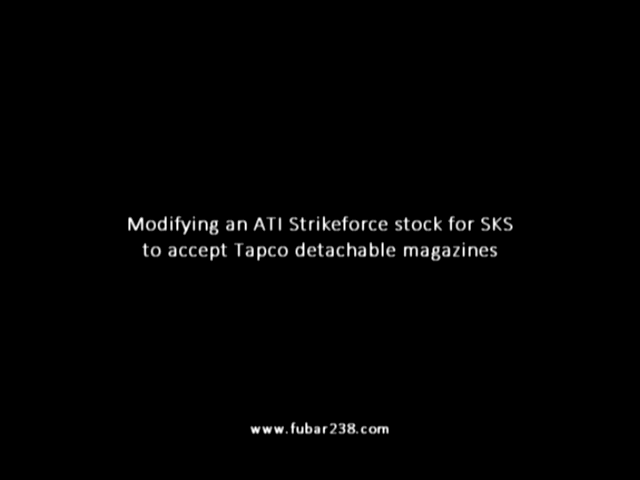 Modifying an ATI Strikeforce stock for SKS
to accept Tapco detachable magazines
www.fubar238.com